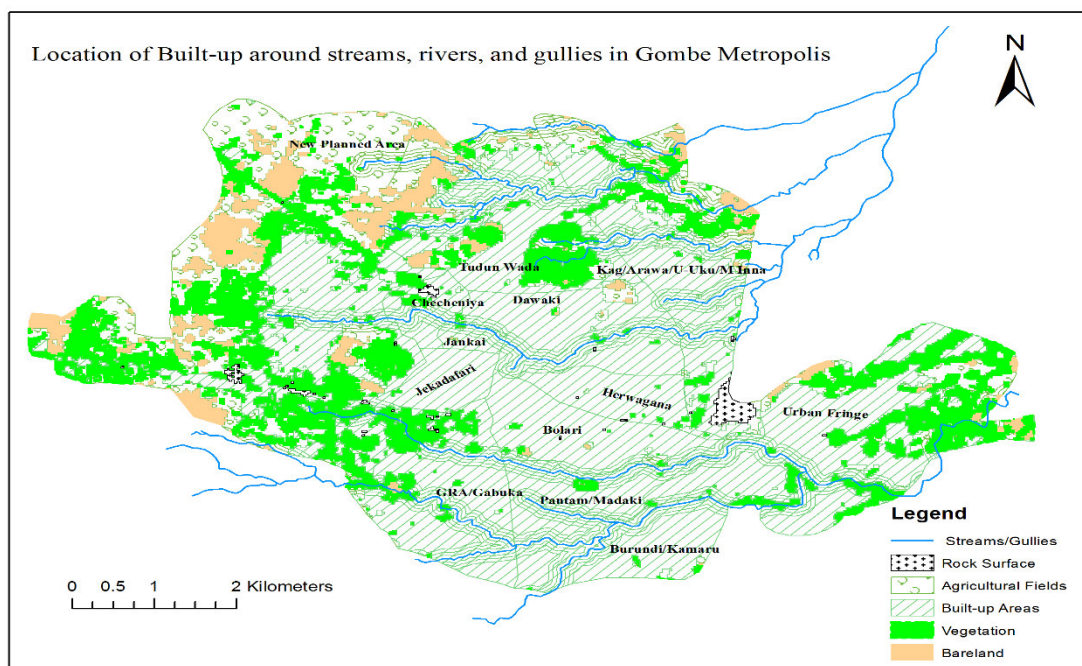 Location of Built-up around streams, rivers, and gullies in Gombe Metropolis
N
New Planned Area
Tudun Wada
Kag/Arawa/U-Uku/M Inna
Checheniya
Dawaki
Jankai
Jekadafari
Herwagana
Urban Fringe
Bolari
GRA/Gabuka
Pantam/Madaki
Burundi/Kamaru
Legend
Streams/Gullies
Rock Surface
Agricultural Fields
Built-up Areas
Vegetation
Bareland
0 0.5 1 2 Kilometers